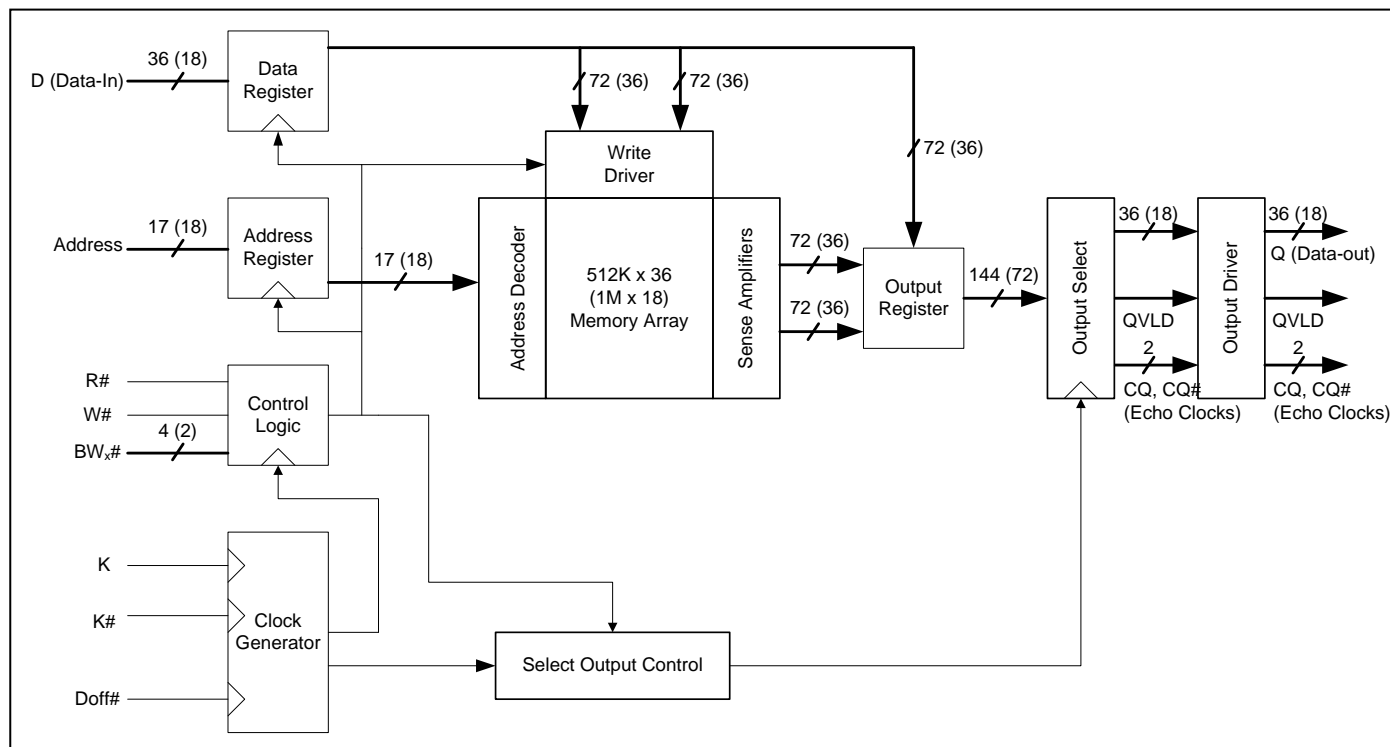 36 (18)
D (Data-In)
Data
Register
72 (36)
72 (36)
72 (36)
Write
Driver
17 (18)
Address
Address
Register
17 (18)
Address Decoder
512K x 36
(1M x 18)
Memory Array
Sense Amplifiers
72 (36)
72 (36)
Output
Register
144 (72)
Output Select
36 (18)
QVLD
2
CQ, CQ#
(Echo Clocks)
Output Driver
36 (18)
Q (Data-out)
QVLD
2
CQ, CQ#
(Echo Clocks)
R#
W#
4 (2)
BWx#
Control
Logic
K
K#
Doff#
Clock
Generator
Select Output Control